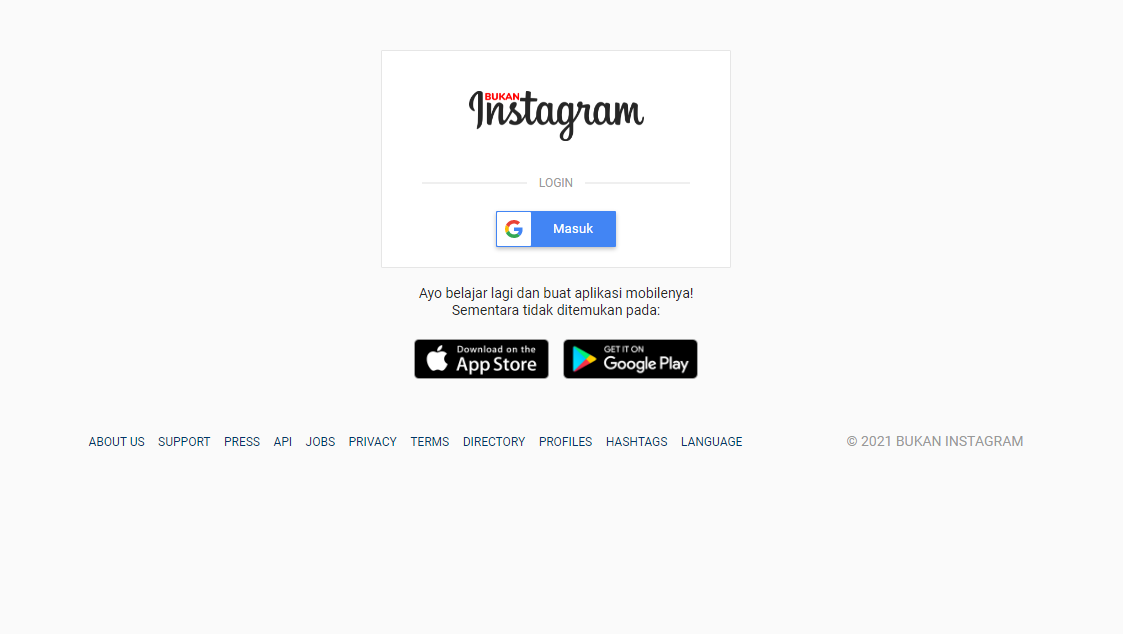 BUKAN
Instagram
LOGIN
Masuk
Ayo belajar lagi dan buat aplikasi mobilenya!
Sementara tidak ditemukan pada:
Download on the
App Store
GET IT ON
Google Play
ABOUT US SUPPORT PRESS API JOBS PRIVACY TERMS DIRECTORY PROFILES HASHTAGS LANGUAGE © 2021 BUKAN INSTAGRAM